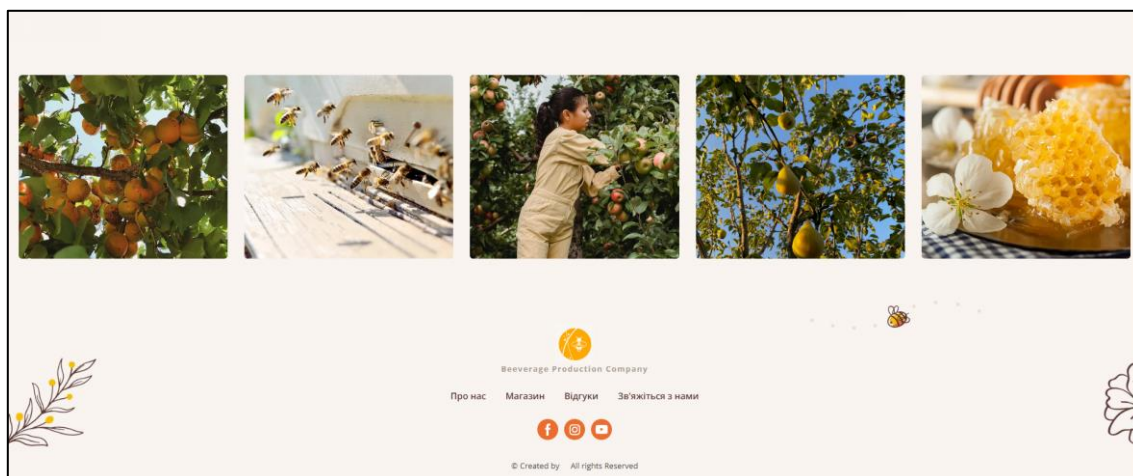 Beeverage Production Company
Про нас Магазин Відгуки Зв'яжіться з нами
© Created by All rights Reserved